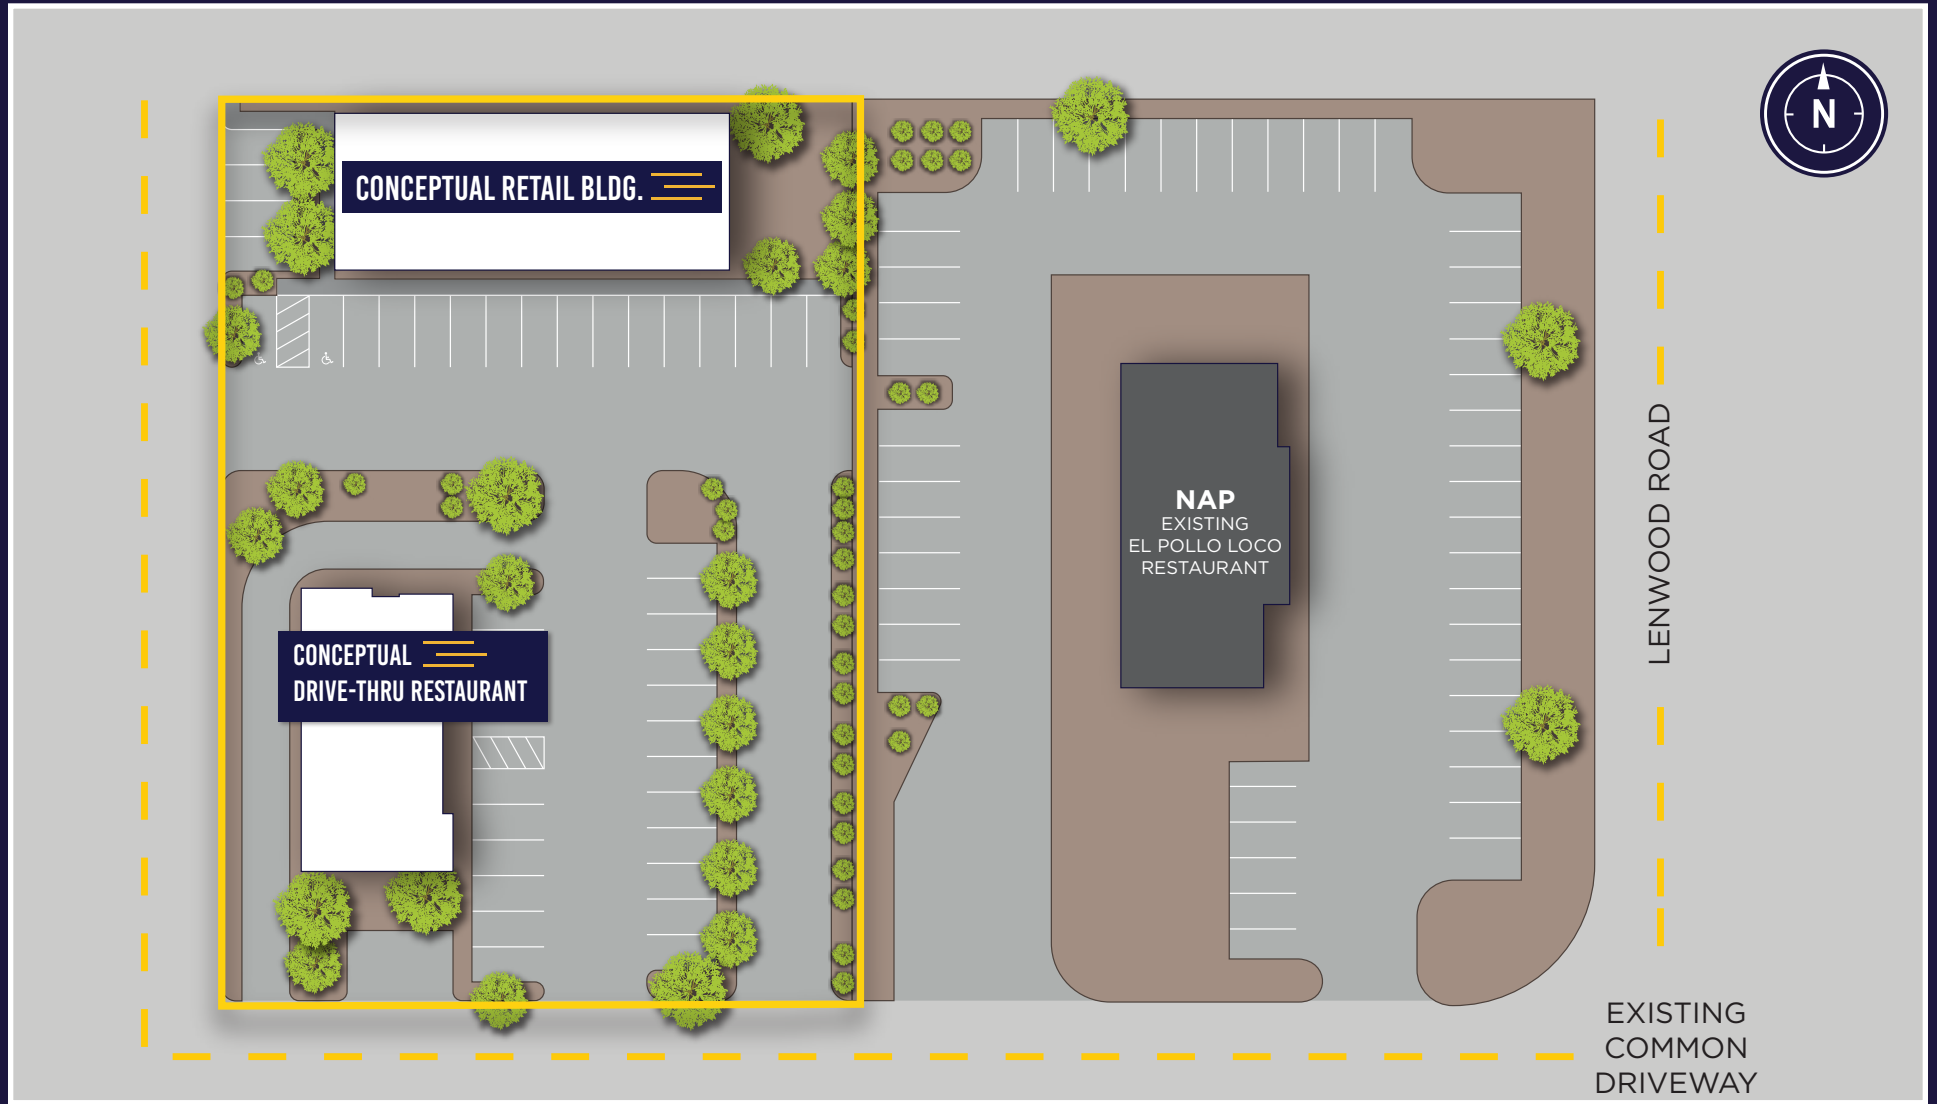 N
CONCEPTUAL RETAIL BLDG.
CONCEPTUAL
DRIVE-THRU RESTAURANT
NAP
EXISTING
EL POLLO LOCO
RESTAURANT
LENWOOD ROAD
EXISTING
COMMON
DRIVEWAY